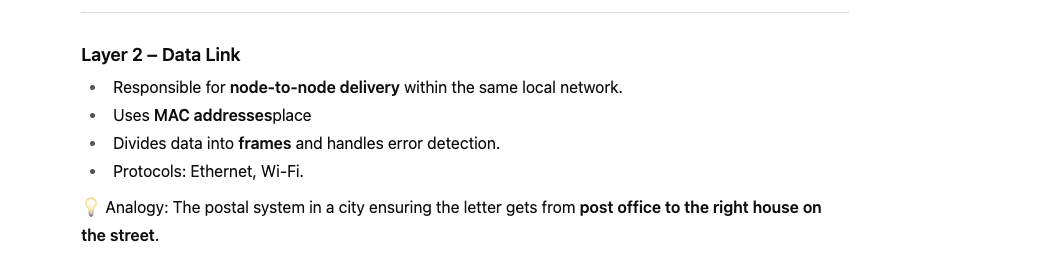 Layer 2 – Data Link
• Responsible for node-to-node delivery within the same local network.
• Uses MAC addressesplace
• Divides data into frames and handles error detection.
• Protocols: Ethernet, Wi-Fi.
💡 Analogy: The postal system in a city ensuring the letter gets from post office to the right house on
the street.